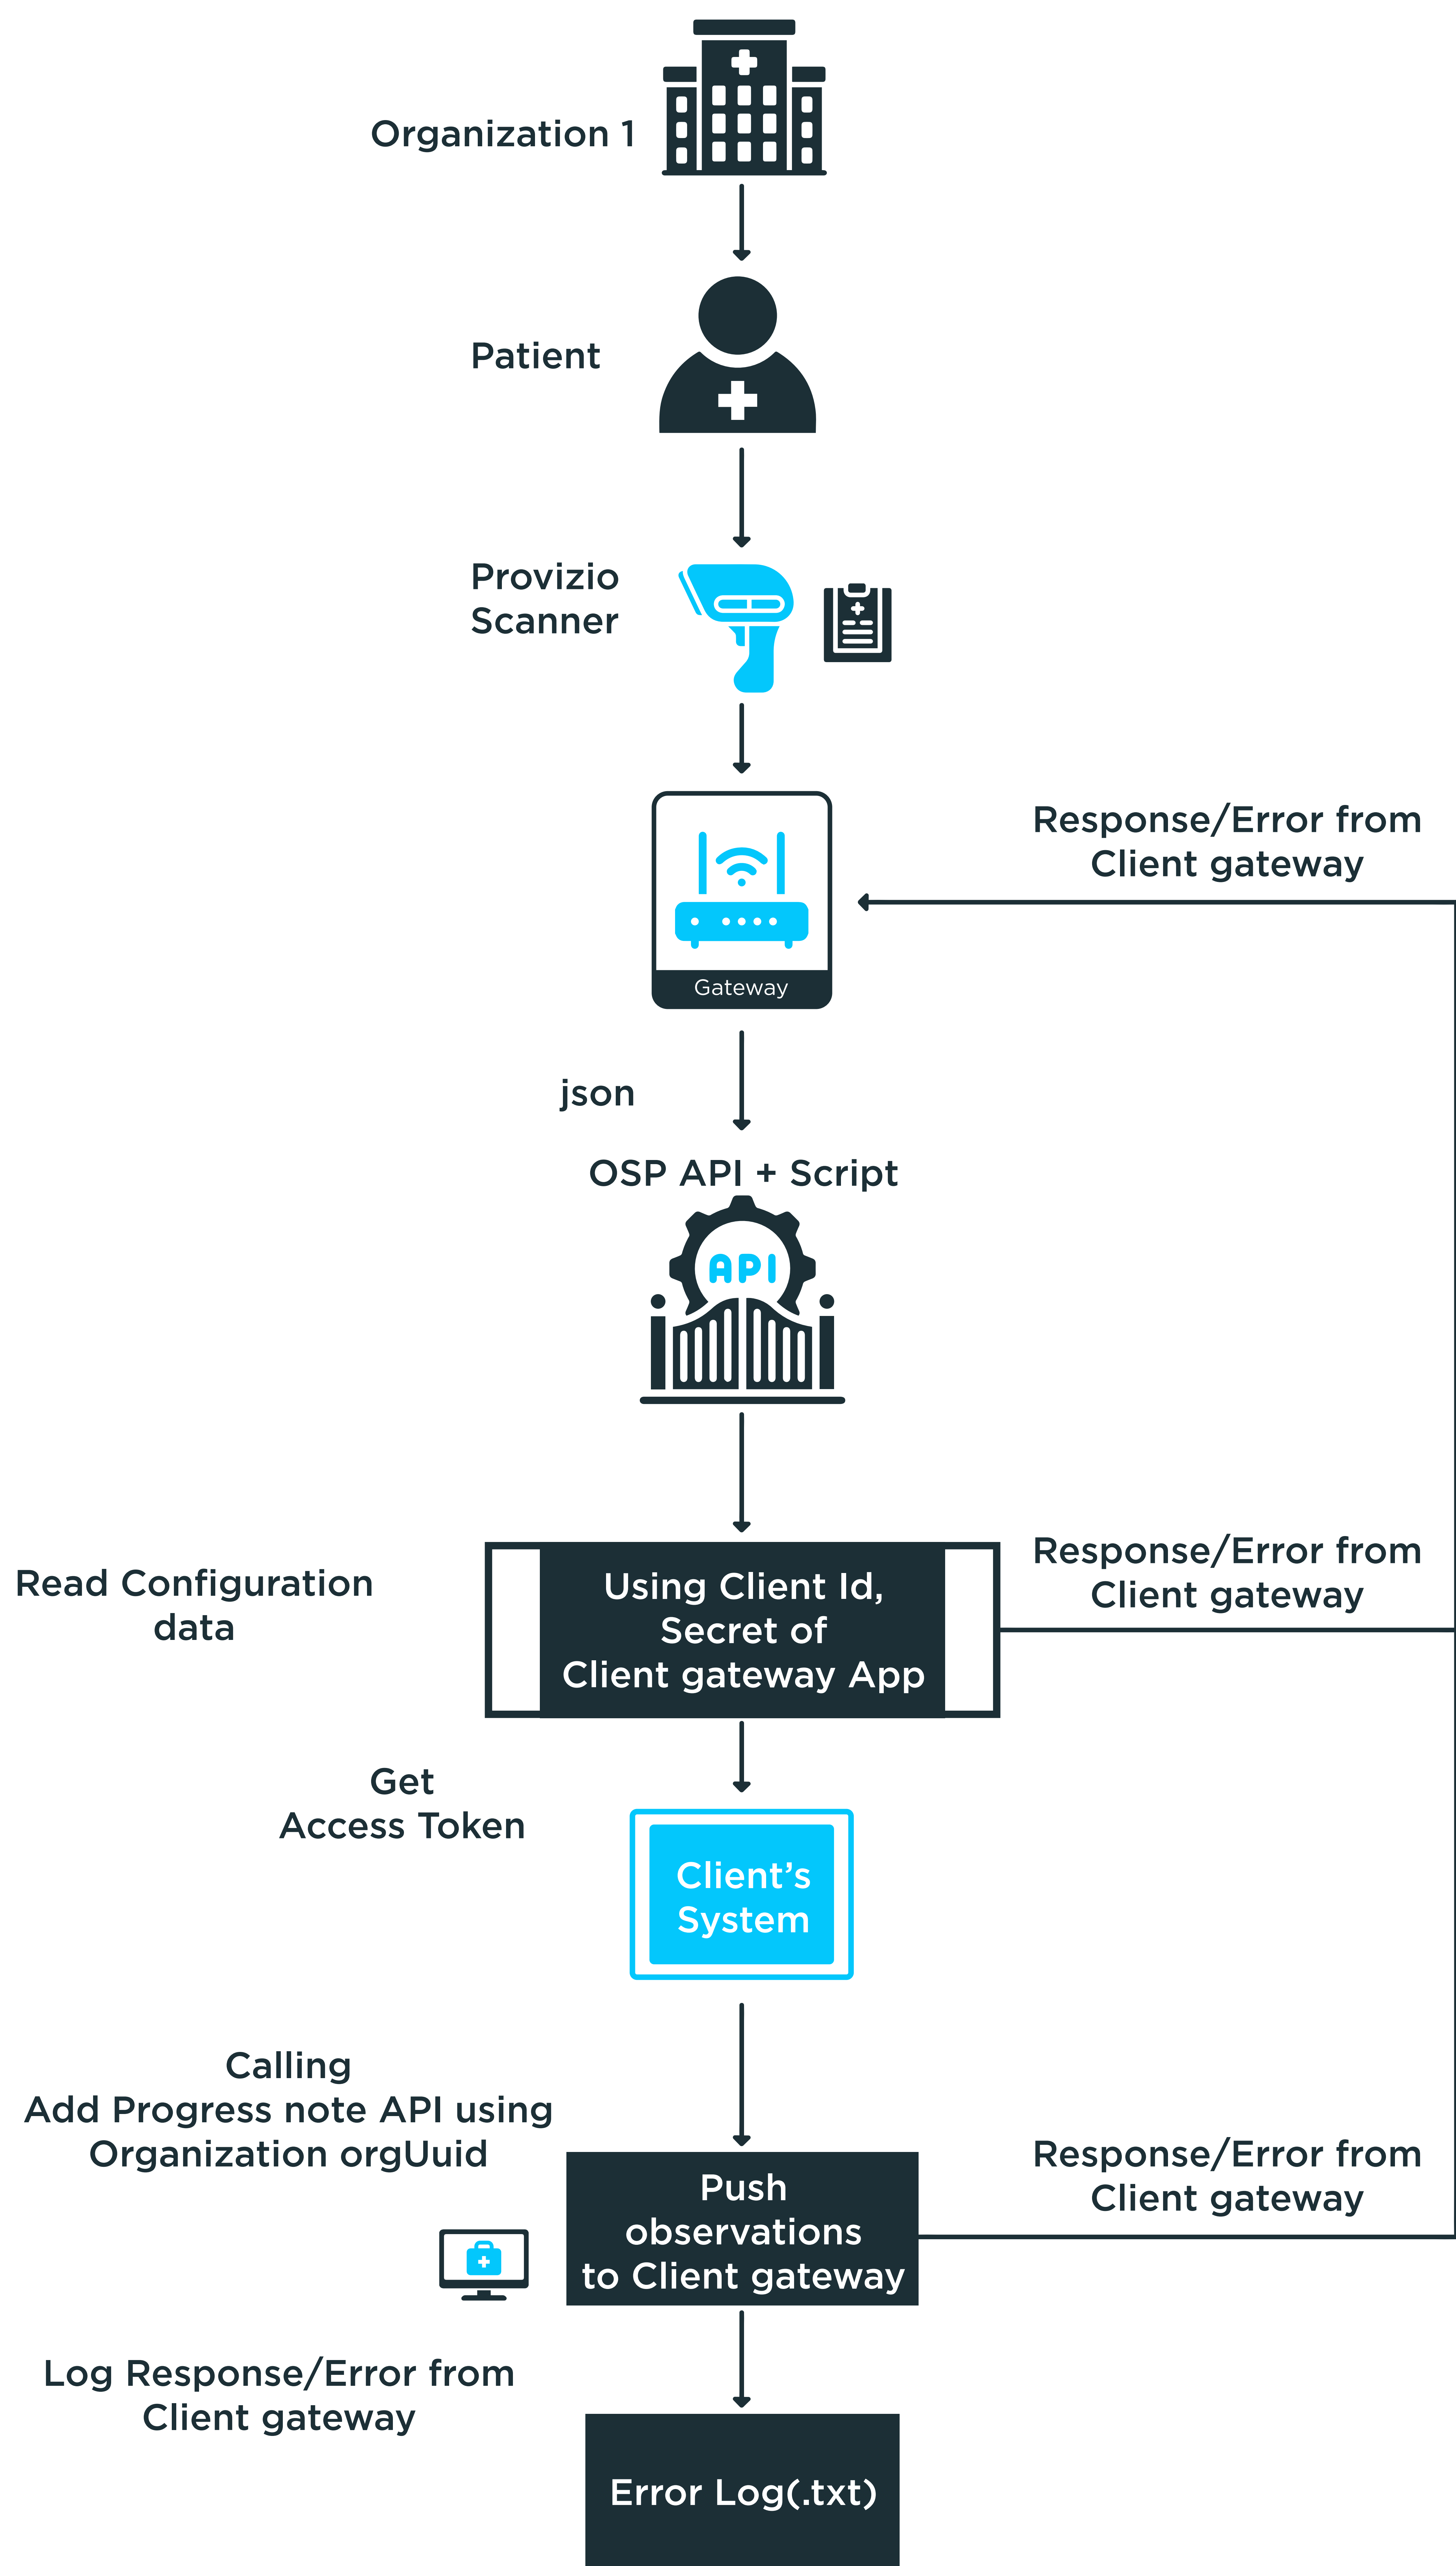 Organization 1
Patient
Provizio
Scanner
Response/Error from
Client gateway
Gateway
json
OSP API + Script
API
Response/Error from
Client gateway
Read Configuration
data
Using Client Id,
Secret of
Client gateway App
Get
Access Token
Client’s
System
Calling
Add Progress note API using
Organization orgUuid
Response/Error from
Client gateway
Push
observations
to Client gateway
Log Response/Error from
Client gateway
Error Log(.txt)